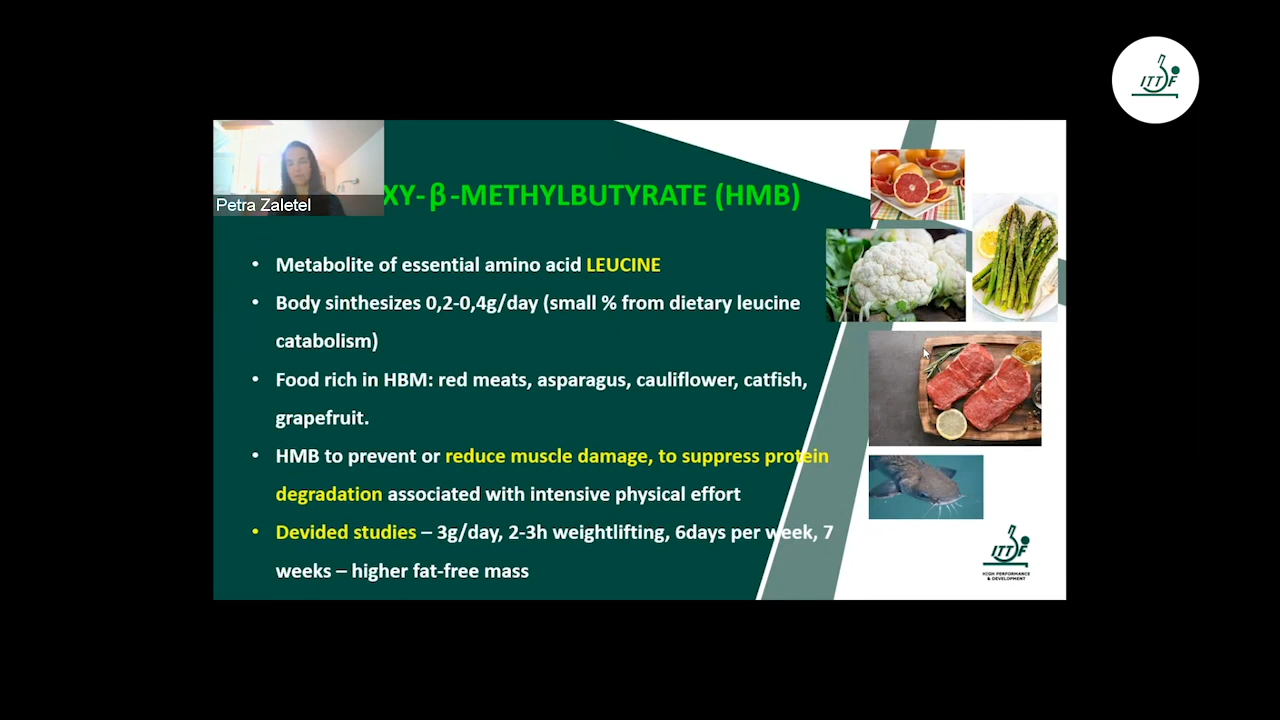 ITTF
Petra Zaletel
XY-β-METHYLBUTYRATE (HMB)
• Metabolite of essential amino acid LEUCINE
• Body sinthesizes 0,2-0,4g/day (small % from dietary leucine
catabolism)
• Food rich in HBM: red meats, asparagus, cauliflower, catfish,
grapefruit.
• HMB to prevent or reduce muscle damage, to suppress protein
degradation associated with intensive physical effort
• Devided studies – 3g/day, 2-3h weightlifting, 6days per week, 7
weeks – higher fat-free mass
ITTF
HIGH PERFORMANCE
& DEVELOPMENT